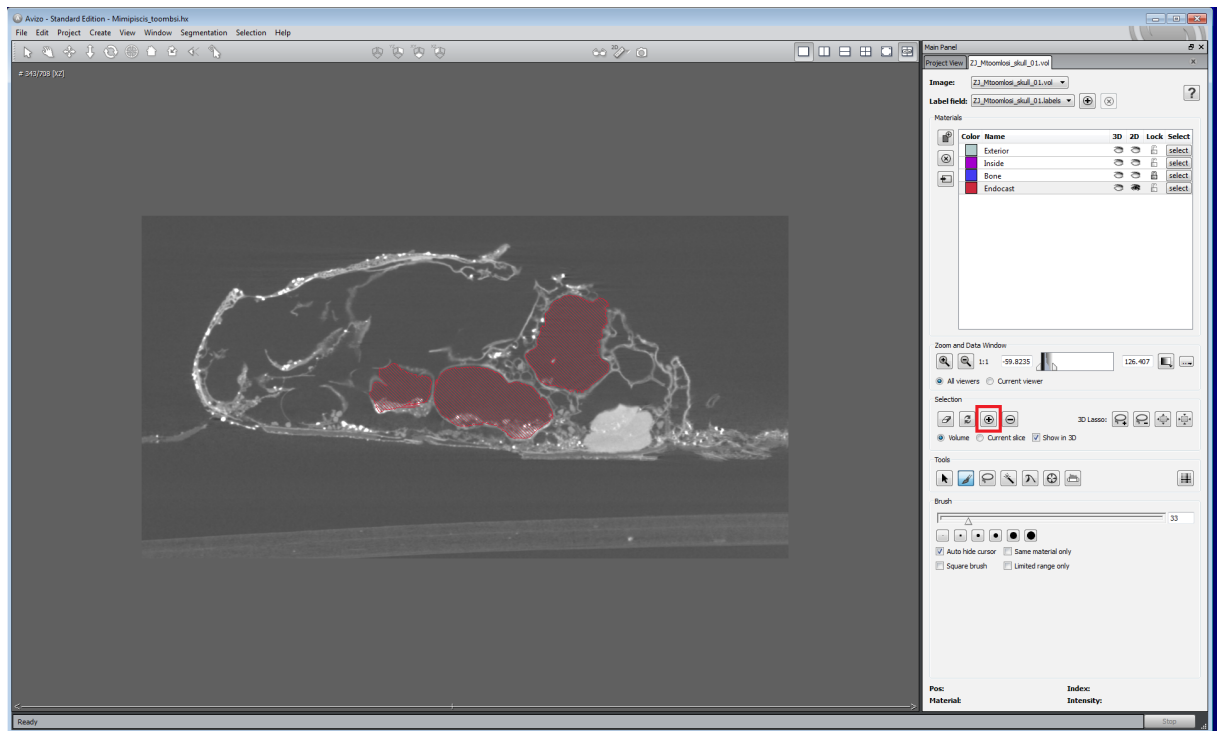 Avizo - Standard Edition - Mimipiscis_toombsi.hx
File Edit Project Create View Window Segmentation Selection Help
2D
# 343/708 [XZ]
Main Panel
Project View ZJ_Mtoomlosi_skull_01.vol
Image: ZJ_Mtoomlosi_skull_01.vol
Label field: ZJ_Mtoomlosi_skull_01.labels
?
Materials
Color Name 3D 2D Lock Select
Exterior select
Inside select
Bone select
Endocast select
Zoom and Data Window
1:1 -59.8235 126.407 ...
All viewers Current viewer
Selection
3D Lasso:
Volume Current slice Show in 3D
Tools
Brush
33
Auto hide cursor Same material only
Square brush Limited range only
Pos: Index:
Material: Intensity:
Ready Stop